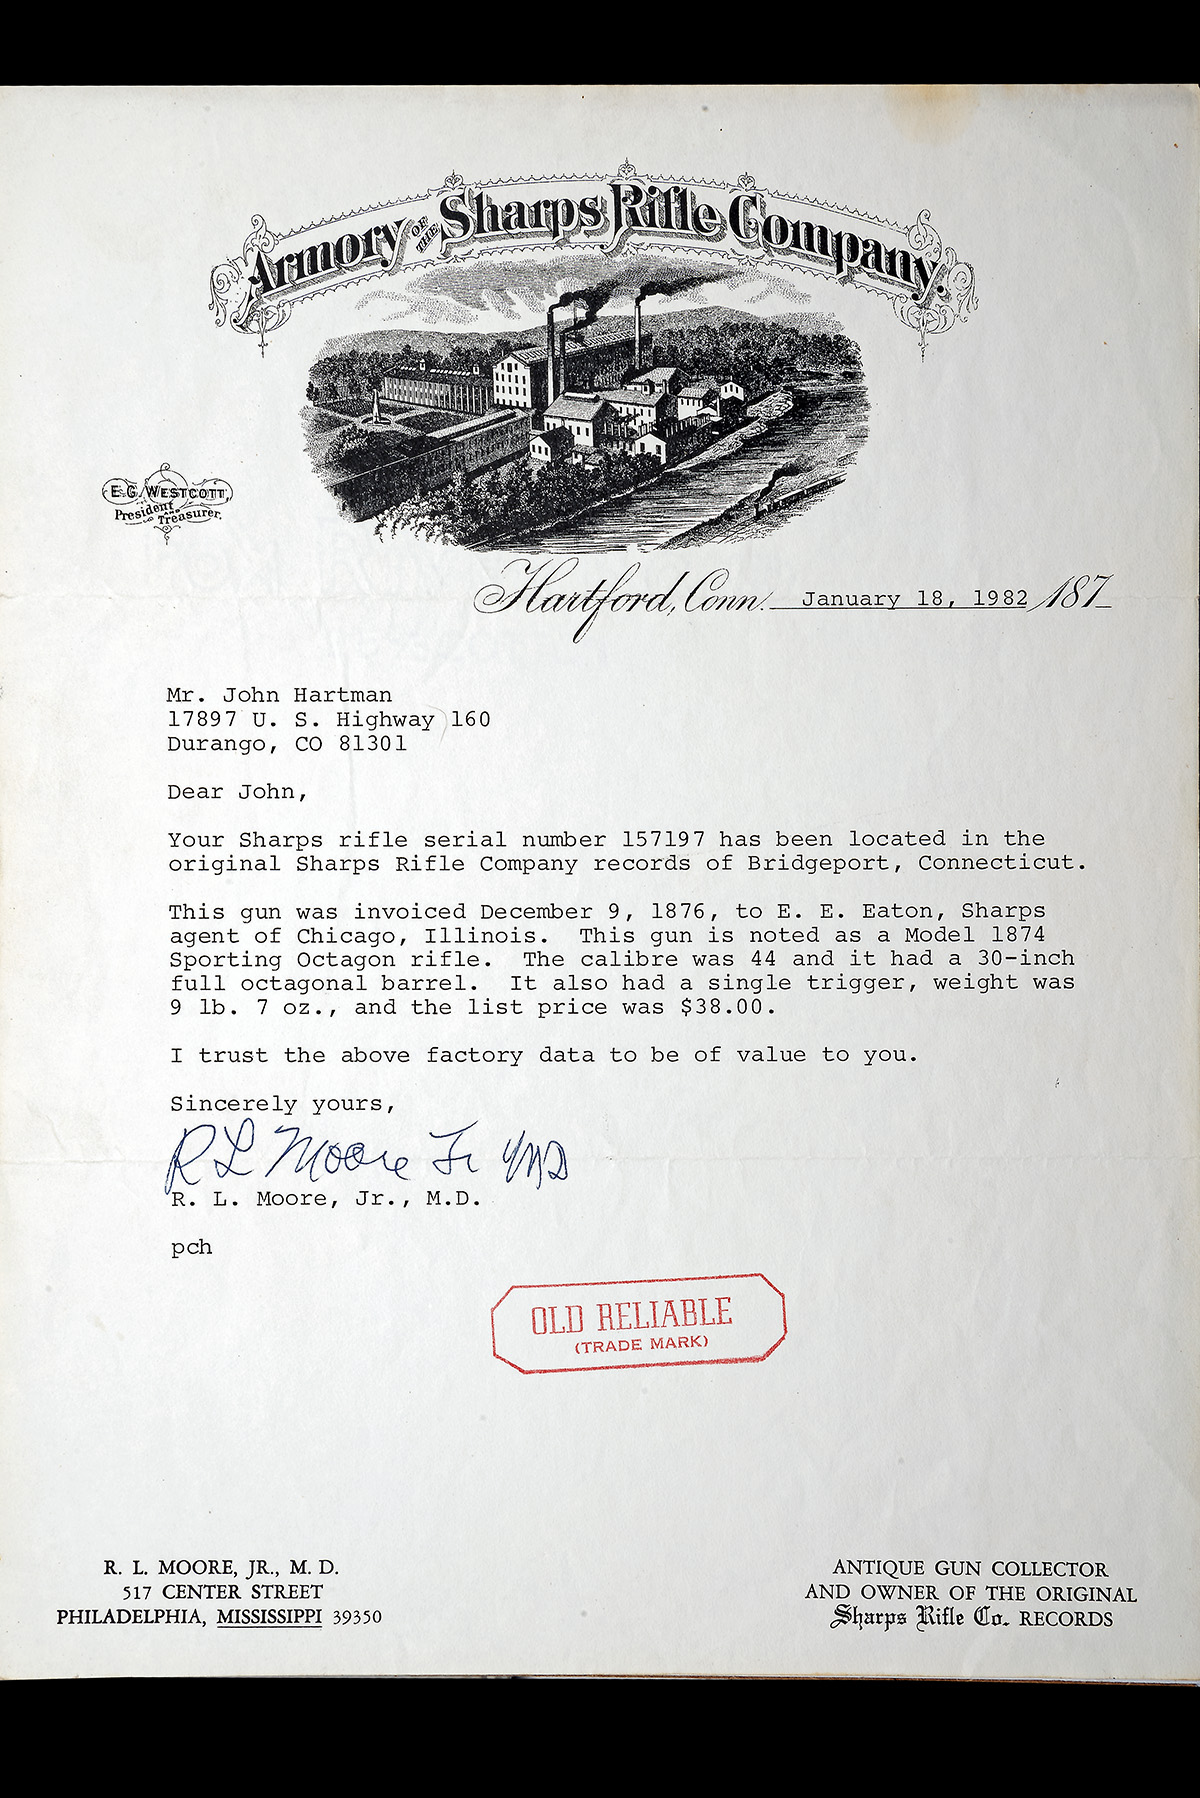 Armory OF THE Sharps Rifle Company.
E.G. WESTCOTT,
President AND
Treasurer.
Hartford, Conn. January 18, 1982 187_
Mr. John Hartman
17897 U. S. Highway 160
Durango, CO 81301
Dear John,
Your Sharps rifle serial number 157197 has been located in the
original Sharps Rifle Company records of Bridgeport, Connecticut.
This gun was invoiced December 9, 1876, to E. E. Eaton, Sharps
agent of Chicago, Illinois. This gun is noted as a Model 1874
Sporting Octagon rifle. The calibre was 44 and it had a 30-inch
full octagonal barrel. It also had a single trigger, weight was
9 lb. 7 oz., and the list price was $38.00.
I trust the above factory data to be of value to you.
Sincerely yours,
R L Moore Jr MD
R. L. Moore, Jr., M.D.
pch
OLD RELIABLE
(TRADE MARK)
R. L. MOORE, JR., M. D.
517 CENTER STREET
PHILADELPHIA, MISSISSIPPI 39350
ANTIQUE GUN COLLECTOR
AND OWNER OF THE ORIGINAL
Sharps Rifle Co. RECORDS